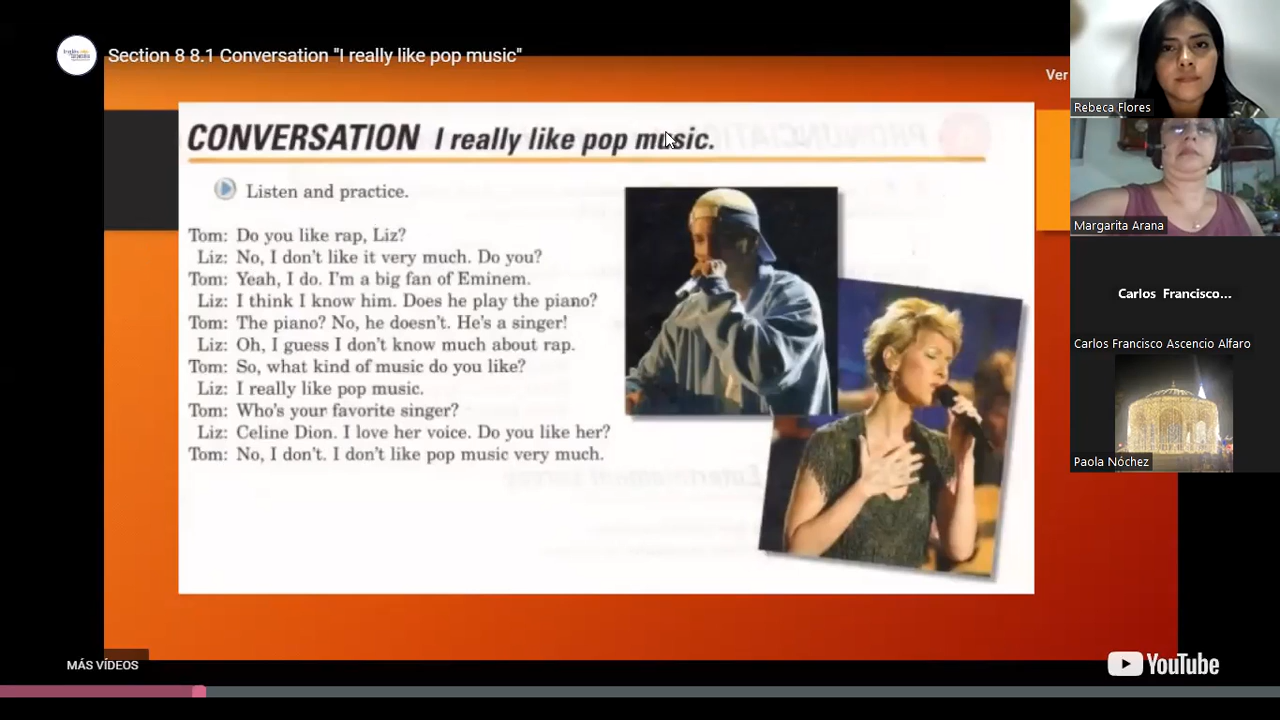 Section 8 8.1 Conversation "I really like pop music"
Ver
CONVERSATION I really like pop music.
Listen and practice.
Tom: Do you like rap, Liz?
Liz: No, I don't like it very much. Do you?
Tom: Yeah, I do. I'm a big fan of Eminem.
Liz: I think I know him. Does he play the piano?
Tom: The piano? No, he doesn't. He's a singer!
Liz: Oh, I guess I don't know much about rap.
Tom: So, what kind of music do you like?
Liz: I really like pop music.
Tom: Who's your favorite singer?
Liz: Celine Dion. I love her voice. Do you like her?
Tom: No, I don't. I don't like pop music very much.
MÁS VÍDEOS
YouTube
Rebeca Flores
Margarita Arana
Carlos Francisco...
Carlos Francisco Ascencio Alfaro
Paola Nóchez